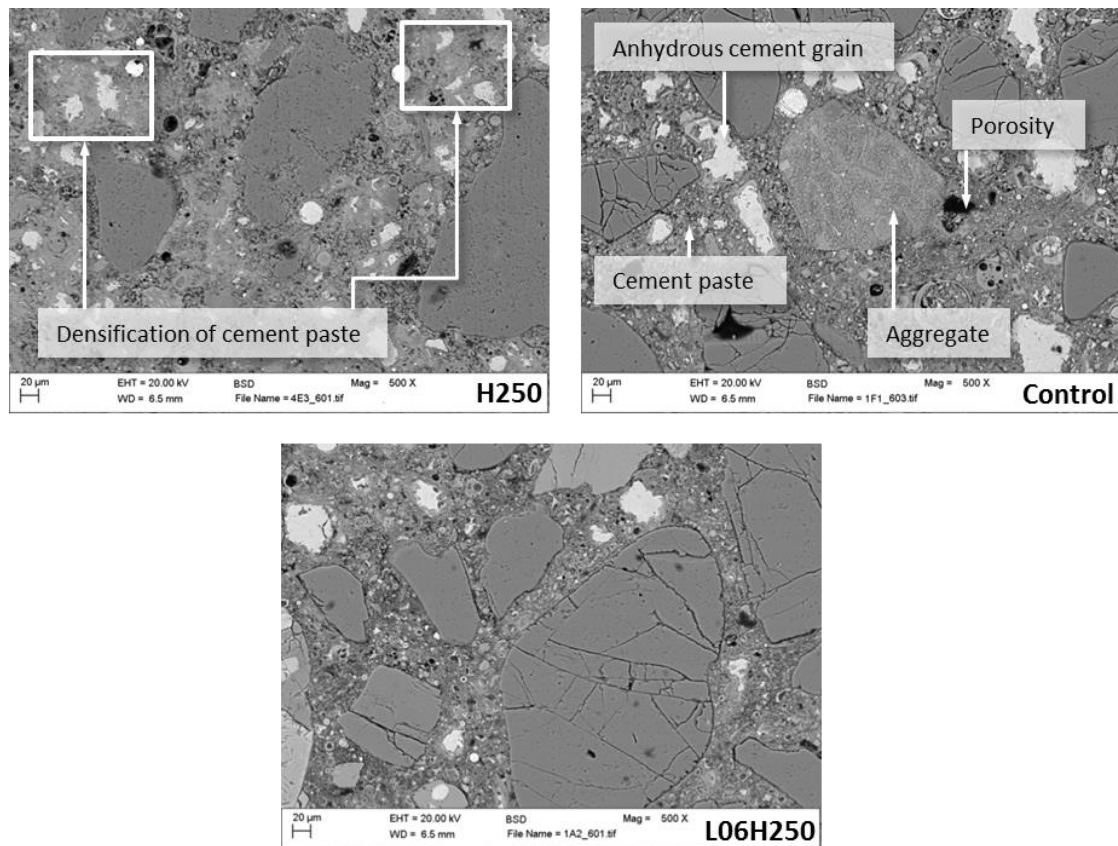 Densification of cement paste
20 µm
EHT = 20.00 kV BSD Mag = 500 X
WD = 6.5 mm File Name = 4E3_601.tif
H250
Anhydrous cement grain
Porosity
Cement paste
Aggregate
20 µm
EHT = 20.00 kV BSD Mag = 500 X
WD = 6.5 mm File Name = 1F1_603.tif
Control
20 µm
EHT = 20.00 kV BSD Mag = 500 X
WD = 6.5 mm File Name = 1A2_601.tif
L06H250